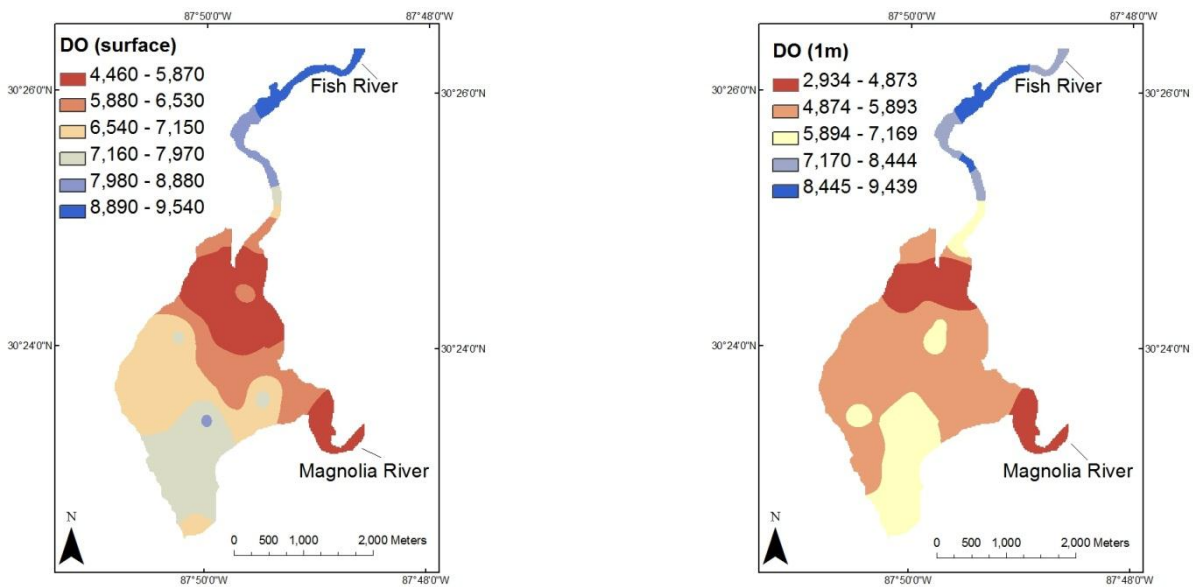 87°50'0"W
87°48'0"W
DO (surface)
4,460 - 5,870
5,880 - 6,530
6,540 - 7,150
7,160 - 7,970
7,980 - 8,880
8,890 - 9,540
Fish River
30°26'0"N
30°26'0"N
30°24'0"N
30°24'0"N
Magnolia River
N
0 500 1,000 2,000 Meters
87°50'0"W
87°48'0"W
87°50'0"W
87°48'0"W
DO (1m)
2,934 - 4,873
4,874 - 5,893
5,894 - 7,169
7,170 - 8,444
8,445 - 9,439
Fish River
30°26'0"N
30°26'0"N
30°24'0"N
30°24'0"N
Magnolia River
N
0 500 1,000 2,000 Meters
87°50'0"W
87°48'0"W